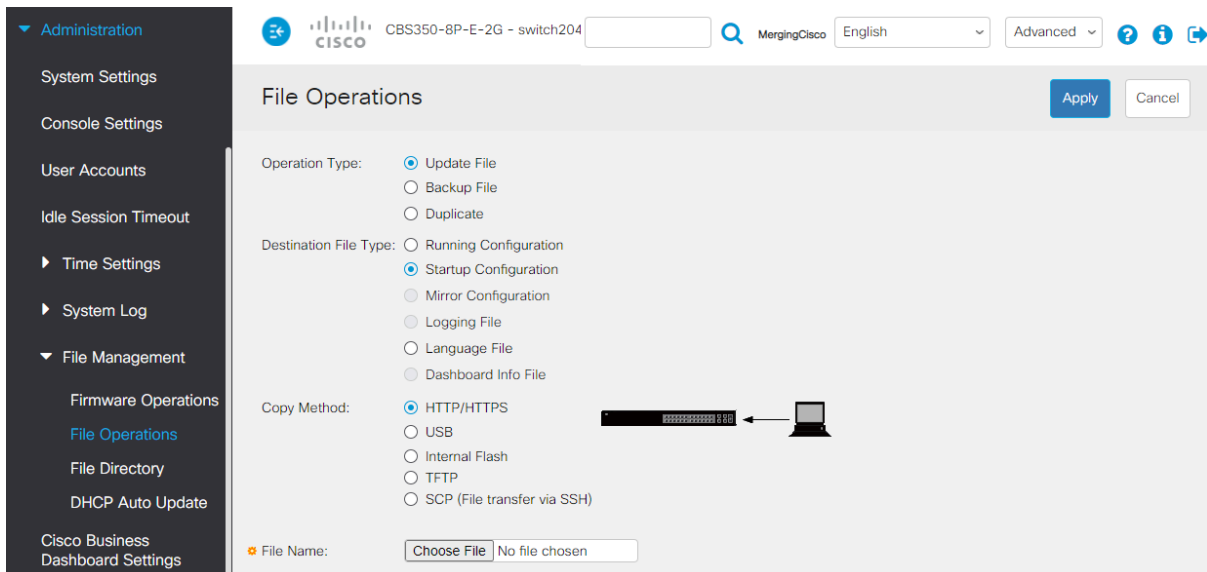 Administration
System Settings
Console Settings
User Accounts
Idle Session Timeout
Time Settings
System Log
File Management
Firmware Operations
File Operations
File Directory
DHCP Auto Update
Cisco Business
Dashboard Settings
CISCO
CBS350-8P-E-2G - switch204
MergingCisco
English
Advanced
File Operations
Apply
Cancel
Operation Type:
Update File
Backup File
Duplicate
Destination File Type:
Running Configuration
Startup Configuration
Mirror Configuration
Logging File
Language File
Dashboard Info File
Copy Method:
HTTP/HTTPS
USB
Internal Flash
TFTP
SCP (File transfer via SSH)
File Name:
Choose File No file chosen